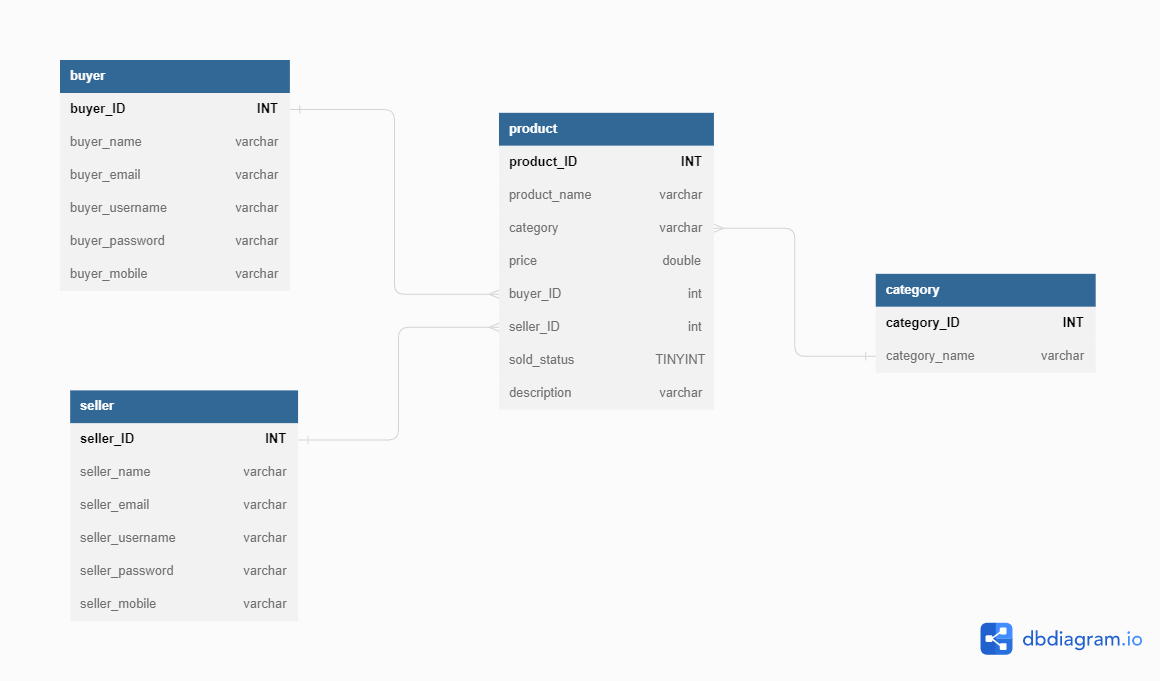 buyer
buyer_ID INT
buyer_name varchar
buyer_email varchar
buyer_username varchar
buyer_password varchar
buyer_mobile varchar
product
product_ID INT
product_name varchar
category varchar
price double
buyer_ID int
seller_ID int
sold_status TINYINT
description varchar
category
category_ID INT
category_name varchar
seller
seller_ID INT
seller_name varchar
seller_email varchar
seller_username varchar
seller_password varchar
seller_mobile varchar
dbdiagram.io